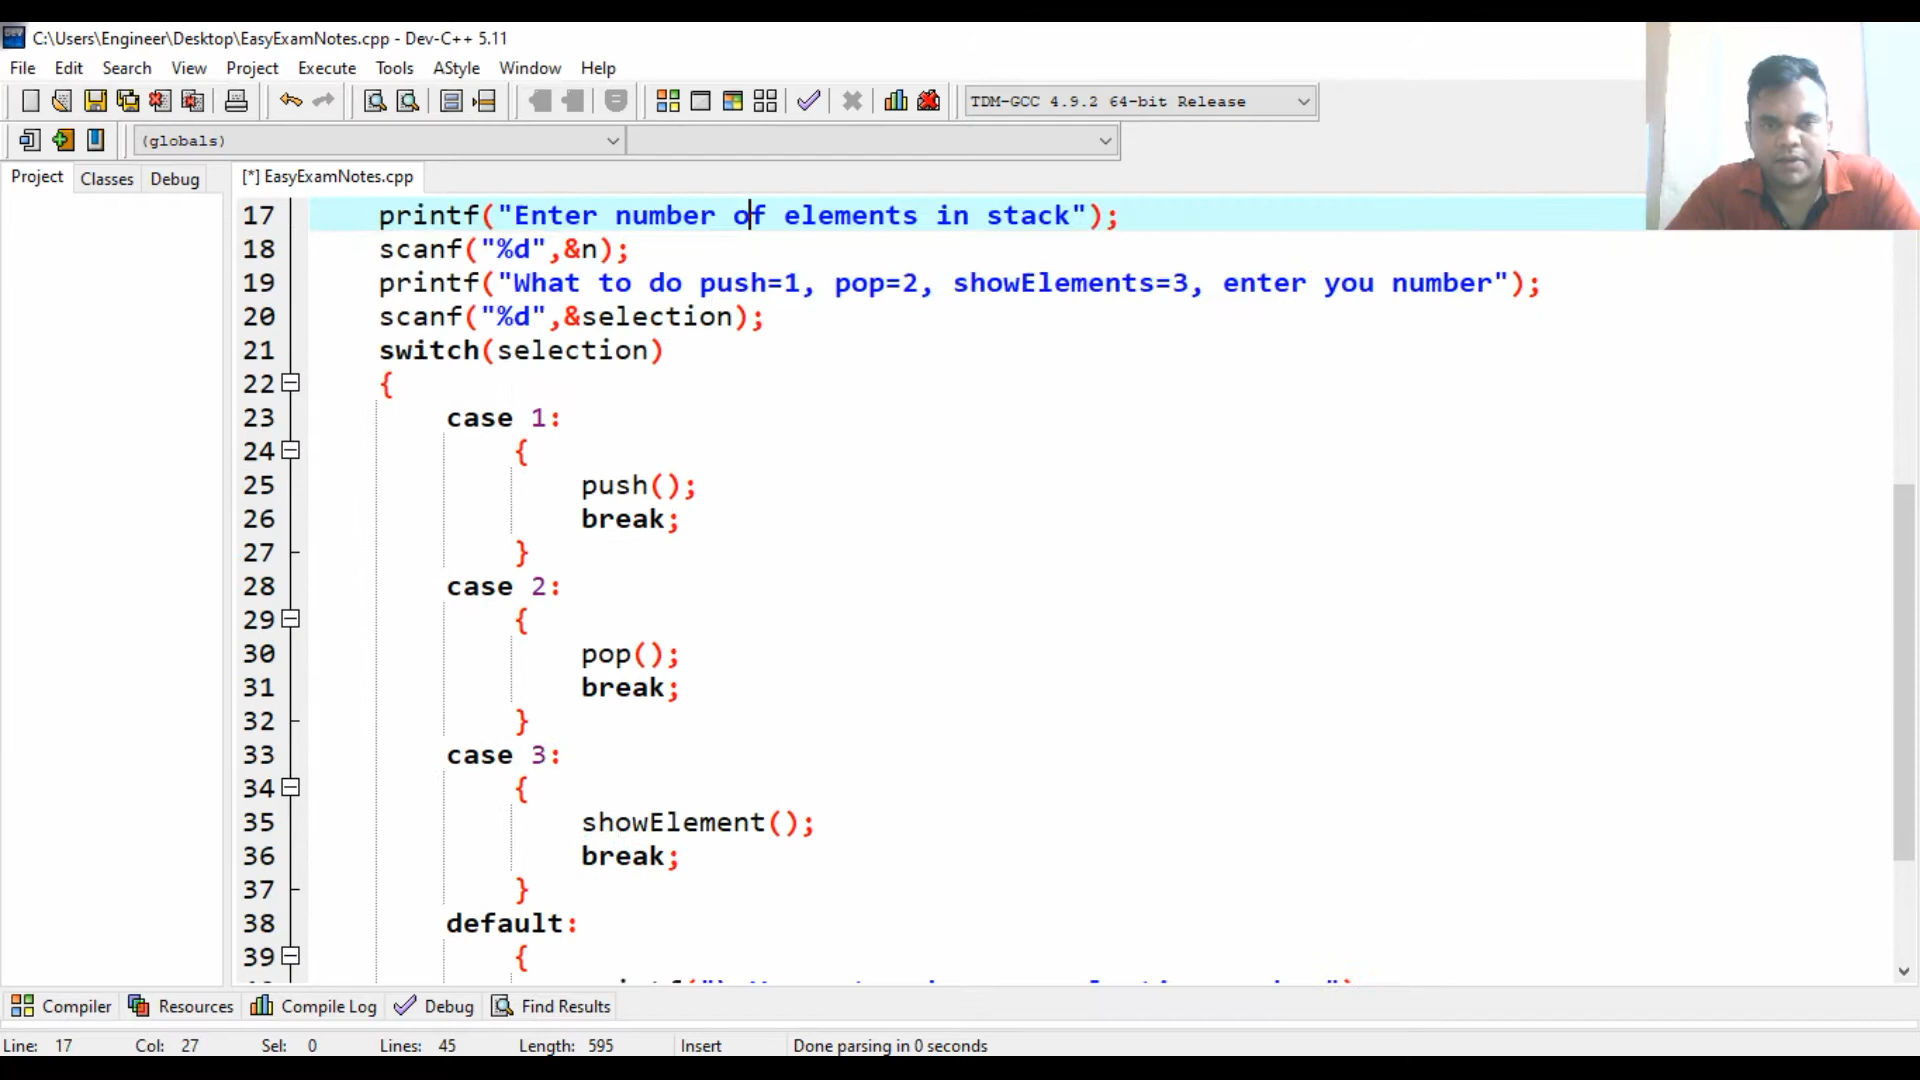 C:\Users\Engineer\Desktop\EasyExamNotes.cpp - Dev-C++ 5.11
File Edit Search View Project Execute Tools AStyle Window Help
TDM-GCC 4.9.2 64-bit Release
(globals)
Project Classes Debug [*] EasyExamNotes.cpp
17 printf("Enter number of elements in stack");
18 scanf("%d",&n);
19 printf("What to do push=1, pop=2, showElements=3, enter you number");
20 scanf("%d",&selection);
21 switch(selection)
22 {
23 case 1:
24 {
25 push();
26 break;
27 }
28 case 2:
29 {
30 pop();
31 break;
32 }
33 case 3:
34 {
35 showElement();
36 break;
37 }
38 default:
39 {
Compiler Resources Compile Log Debug Find Results
Line: 17 Col: 27 Sel: 0 Lines: 45 Length: 595 Insert Done parsing in 0 seconds